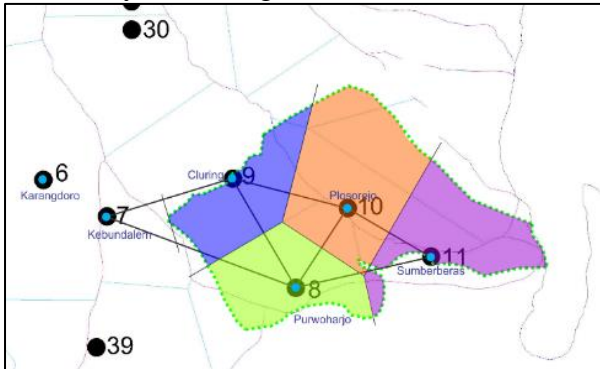 30
6
Karangdoro
Cluring
9
Plosorejo
10
7
Kebundalem
11
Sumberberas
8
Purwoharjo
39